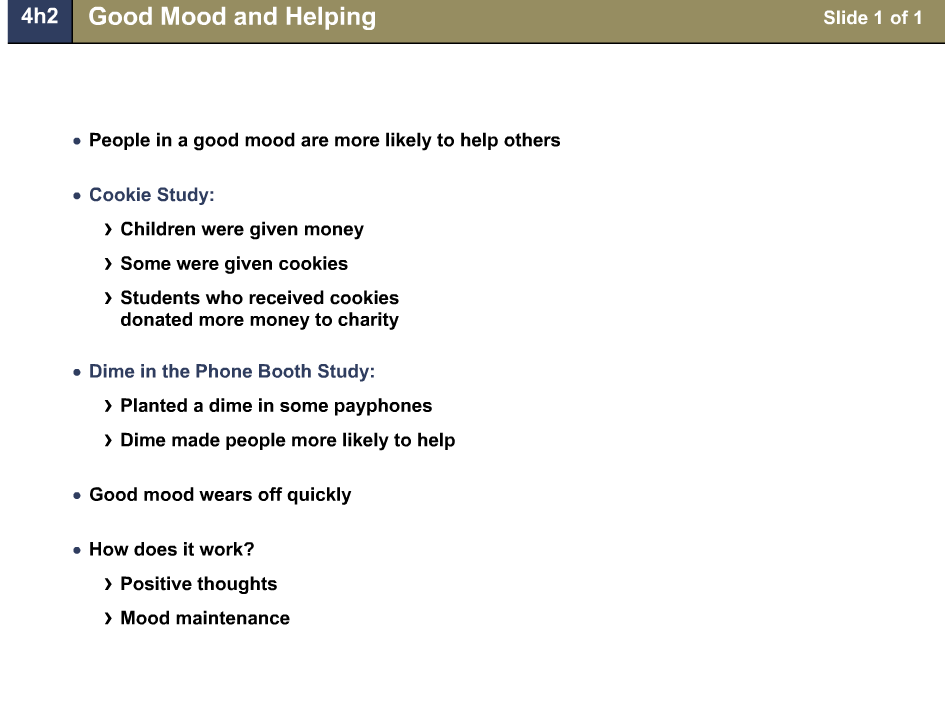 4h2 Good Mood and Helping Slide 1 of 1
• People in a good mood are more likely to help others
• Cookie Study:
❯ Children were given money
❯ Some were given cookies
❯ Students who received cookies
donated more money to charity
• Dime in the Phone Booth Study:
❯ Planted a dime in some payphones
❯ Dime made people more likely to help
• Good mood wears off quickly
• How does it work?
❯ Positive thoughts
❯ Mood maintenance